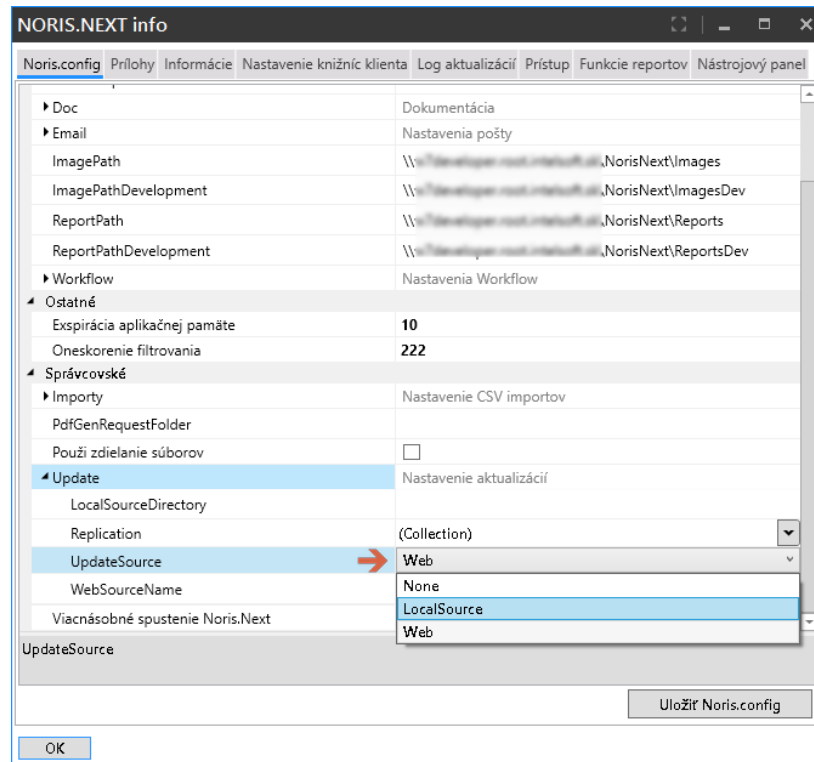 NORIS.NEXT info
Noris.config Prílohy Informácie Nastavenie knižníc klienta Log aktualizácií Prístup Funkcie reportov Nástrojový panel
Doc Dokumentácia
Email Nastavenia pošty
ImagePath \\ NorisNext\Images
ImagePathDevelopment \\ NorisNext\ImagesDev
ReportPath \\ NorisNext\Reports
ReportPathDevelopment \\ NorisNext\ReportsDev
Workflow Nastavenia Workflow
Ostatné
Exspirácia aplikačnej pamäte 10
Oneskorenie filtrovania 222
Správcovské
Importy Nastavenie CSV importov
PdfGenRequestFolder
Použi zdielanie súborov
Update Nastavenie aktualizácií
LocalSourceDirectory
Replication (Collection)
UpdateSource Web
WebSourceName None
LocalSource
Viacnásobné spustenie Noris.Next Web
UpdateSource
Uložiť Noris.config
OK